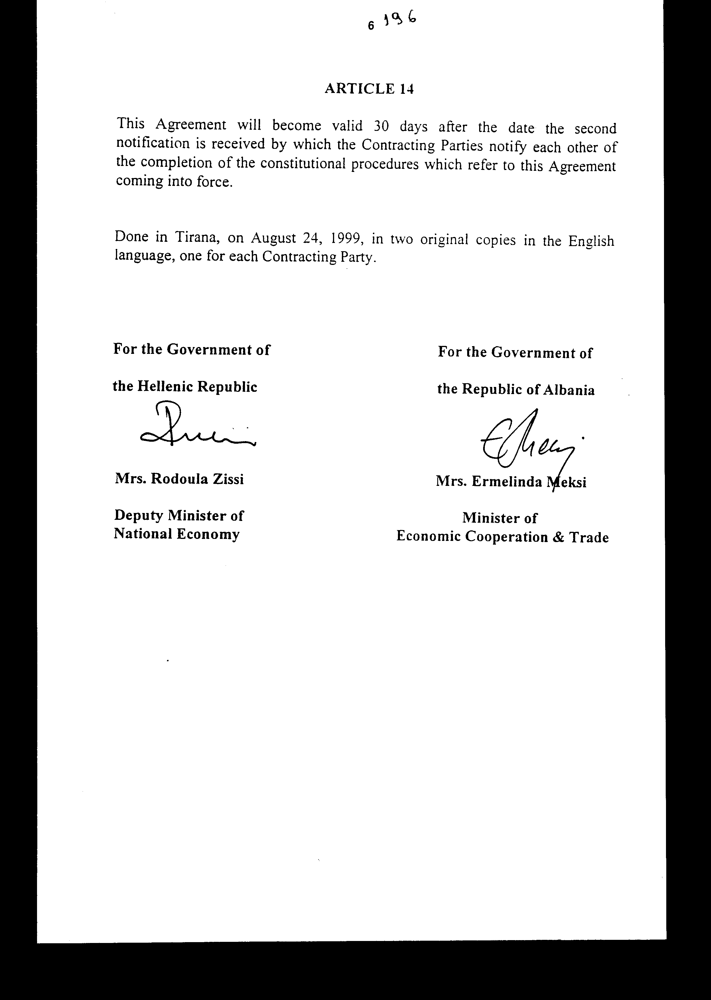 6 196
ARTICLE 14
This Agreement will become valid 30 days after the date the second
notification is received by which the Contracting Parties notify each other of
the completion of the constitutional procedures which refer to this Agreement
coming into force.
Done in Tirana, on August 24, 1999, in two original copies in the English
language, one for each Contracting Party.
For the Government of
the Hellenic Republic
Mrs. Rodoula Zissi
Deputy Minister of
National Economy
For the Government of
the Republic of Albania
Mrs. Ermelinda Meksi
Minister of
Economic Cooperation & Trade